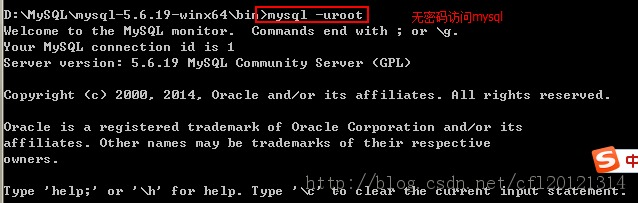 D:\MySQL\mysql-5.6.19-winx64\bin>mysql -uroot 无密码访问mysql
Welcome to the MySQL monitor.  Commands end with ; or \g.
Your MySQL connection id is 1
Server version: 5.6.19 MySQL Community Server (GPL)
Copyright (c) 2000, 2014, Oracle and/or its affiliates. All rights reserved.
Oracle is a registered trademark of Oracle Corporation and/or its
affiliates. Other names may be trademarks of their respective
owners.
S 中
Type 'help;' or '\h' for help. Type '\c' to clear the current input statement.
http://blog.csdn.net/cfl20121314